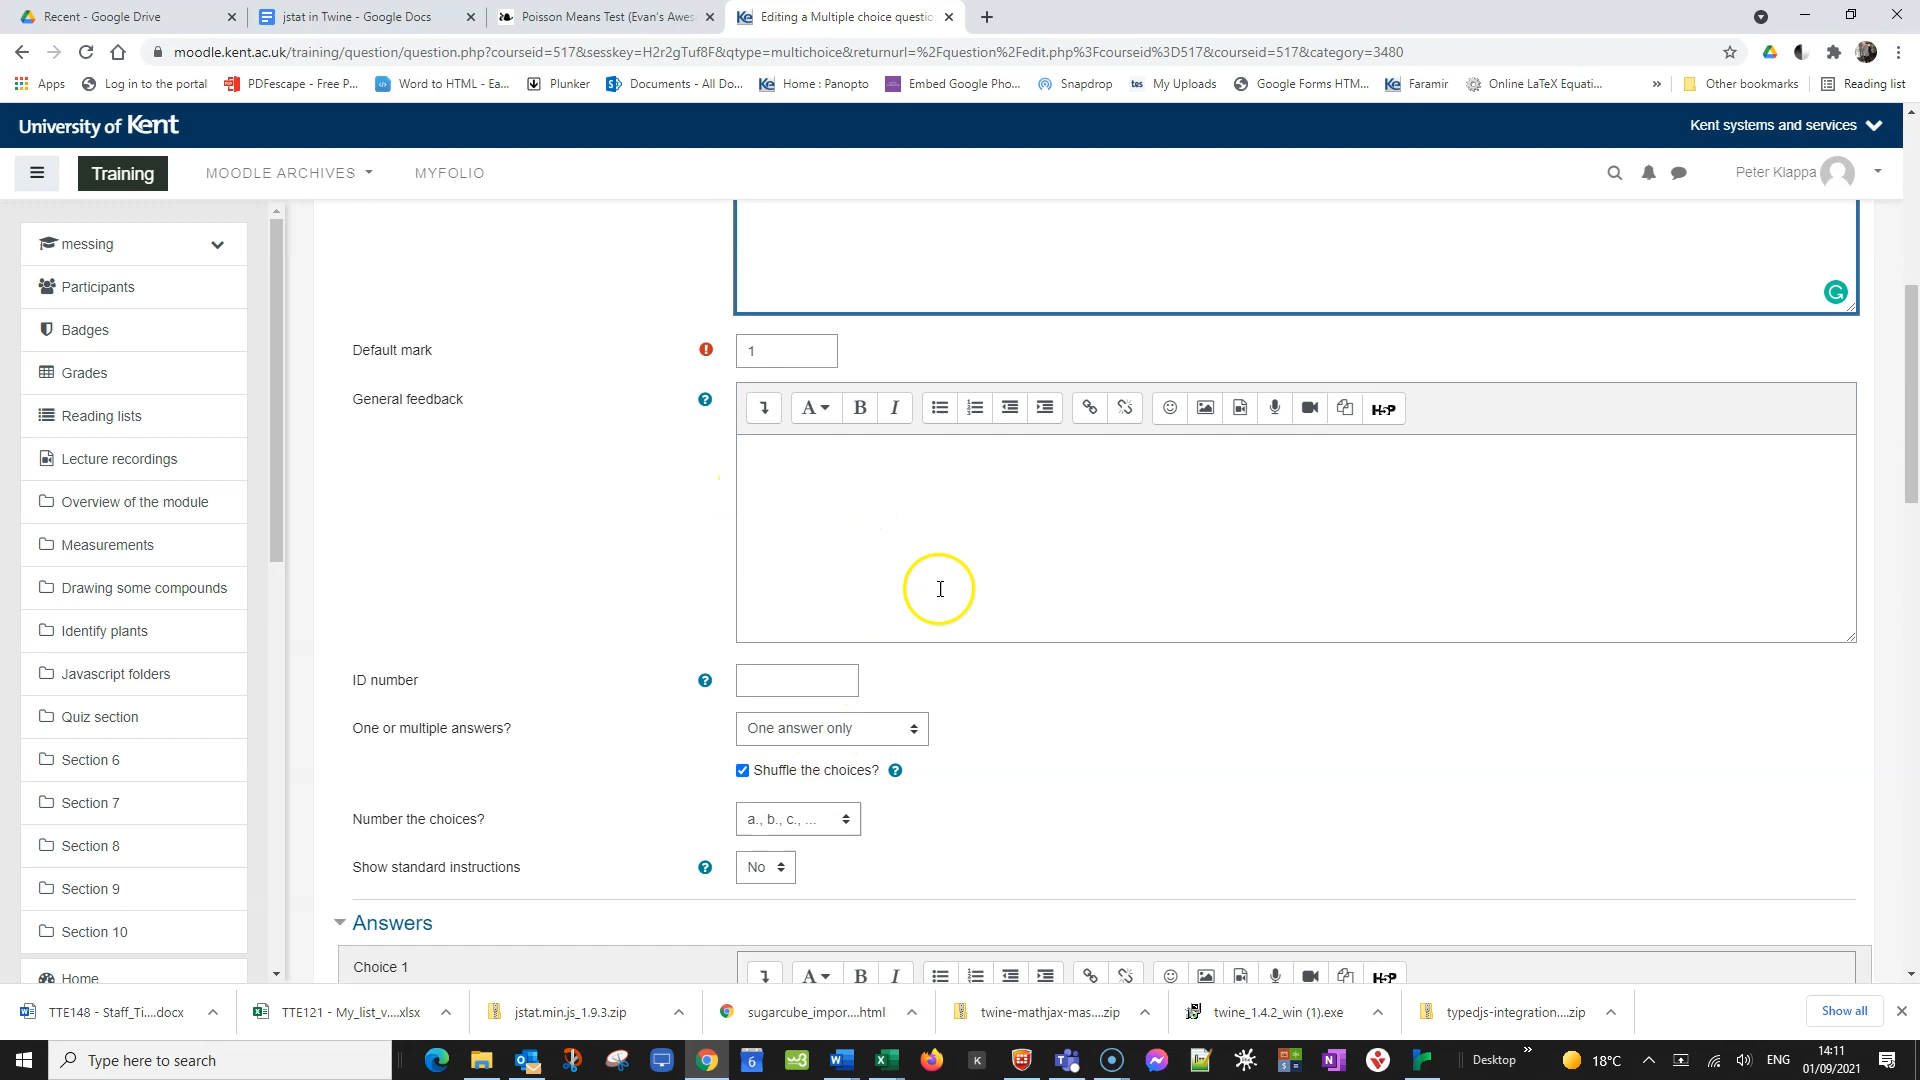 Recent - Google Drive
jstat in Twine - Google Docs
Poisson Means Test (Evan's Awes
Editing a Multiple choice questio
moodle.kent.ac.uk/training/question/question.php?courseid=517&sesskey=H2r2gTuf8F&qtype=multichoice&returnurl=%2Fquestion%2Fedit.php%3Fcourseid%3D517&courseid=517&category=3480
Apps
Log in to the portal
PDFescape - Free P...
Word to HTML - Ea...
Plunker
Documents - All Do...
Home : Panopto
Embed Google Pho...
Snapdrop
My Uploads
Google Forms HTM...
Faramir
Online LaTeX Equati...
»
Other bookmarks
Reading list
University of Kent
Kent systems and services
Training
MOODLE ARCHIVES
MYFOLIO
Peter Klappa
messing
Participants
Badges
Grades
Reading lists
Lecture recordings
Overview of the module
Measurements
Drawing some compounds
Identify plants
Javascript folders
Quiz section
Section 6
Section 7
Section 8
Section 9
Section 10
Home
Default mark
1
General feedback
A B I
H5P
ID number
One or multiple answers?
One answer only
Shuffle the choices?
Number the choices?
a., b., c., ...
Show standard instructions
No
Answers
Choice 1
A B I
H5P
TTE148 - Staff_Ti....docx
TTE121 - My_list_v....xlsx
jstat.min.js_1.9.3.zip
sugarcube_impor....html
twine-mathjax-mas....zip
twine_1.4.2_win (1).exe
typedjs-integration....zip
Show all
Type here to search
Desktop
»
18°C
ENG
14:11
01/09/2021